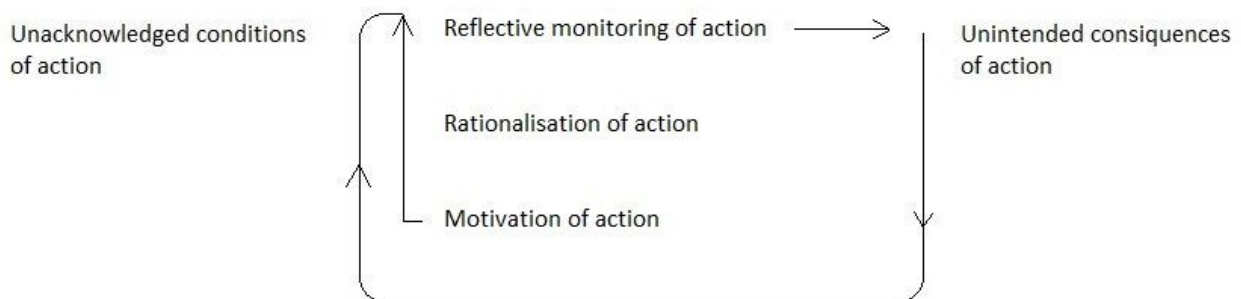 Unacknowledged conditions
of action
Reflective monitoring of action
Rationalisation of action
Motivation of action
Unintended consiquences
of action